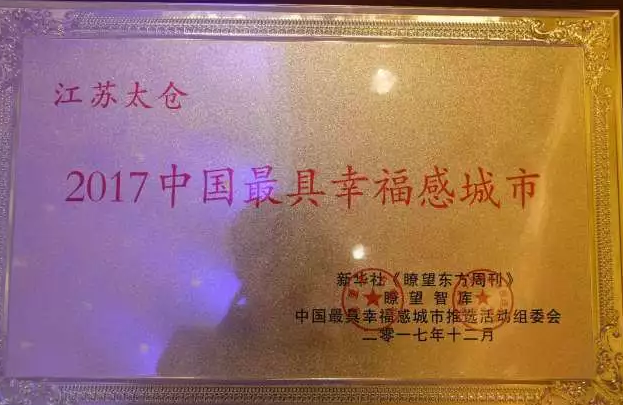 江苏太仓
2017中国最具幸福感城市
新华社《瞭望东方周刊》
瞭望智库
中国最具幸福感城市推选活动组委会
二零一七年十二月